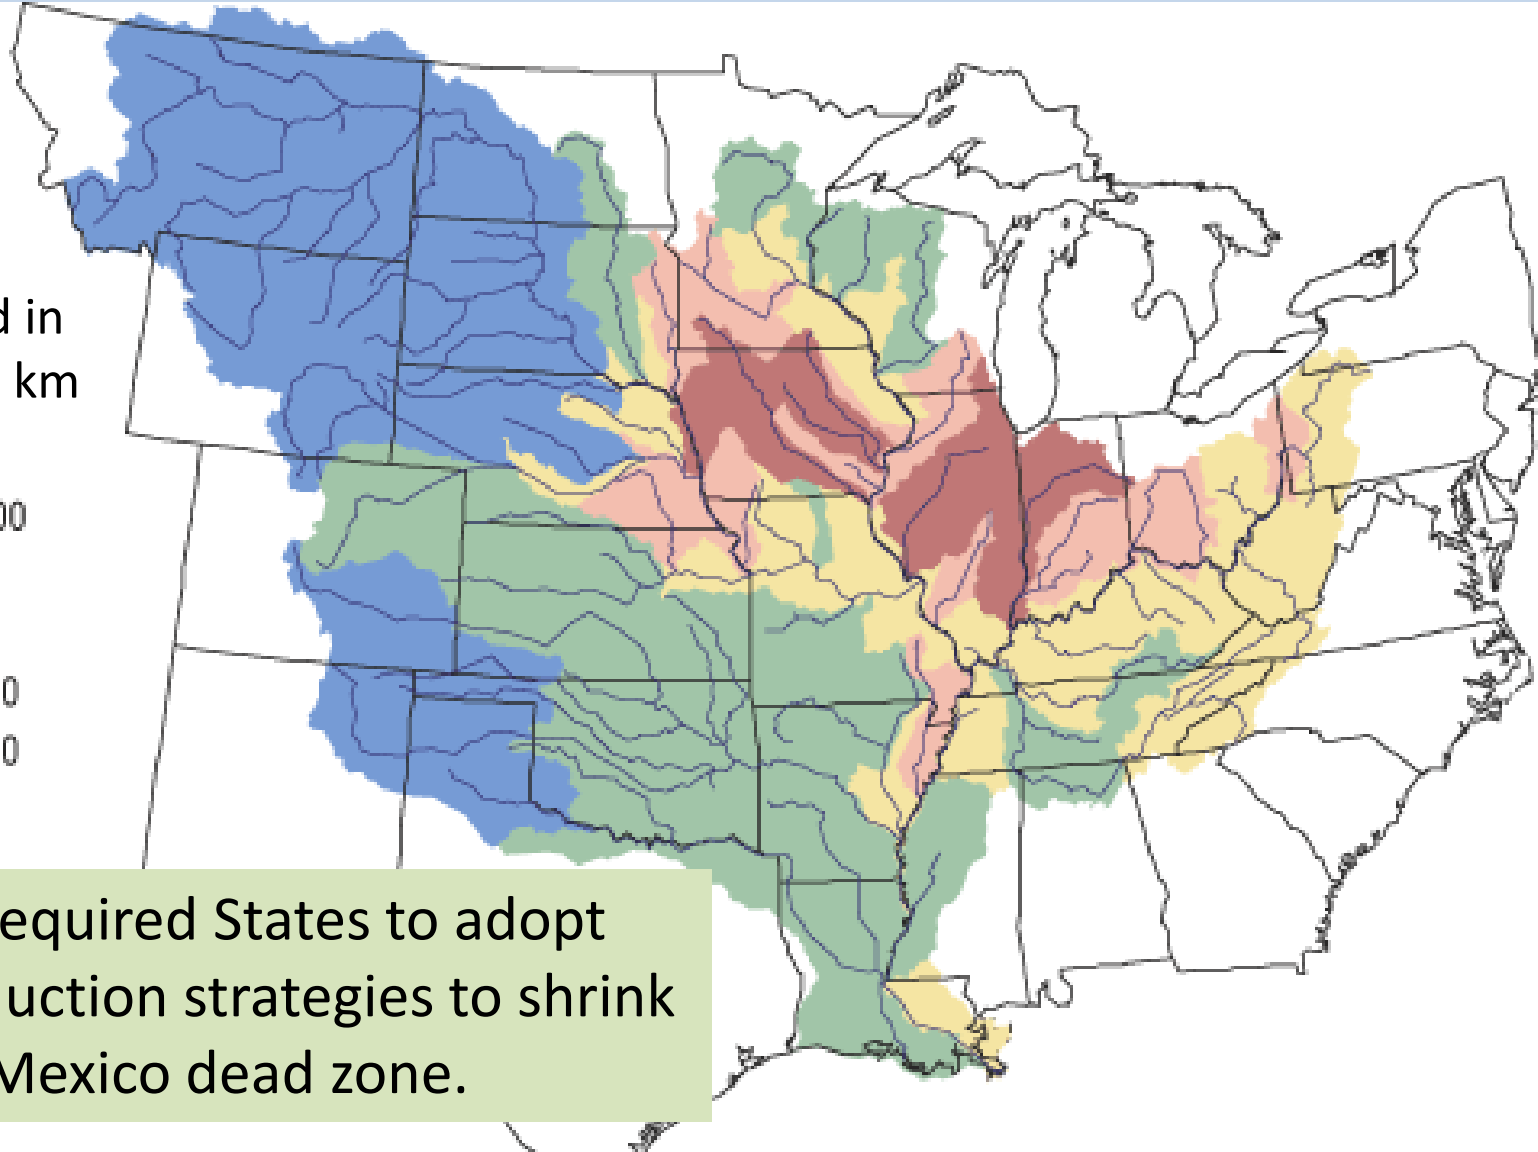 d in
km
00
0
0
equired States to adopt
uction strategies to shrink
Mexico dead zone.